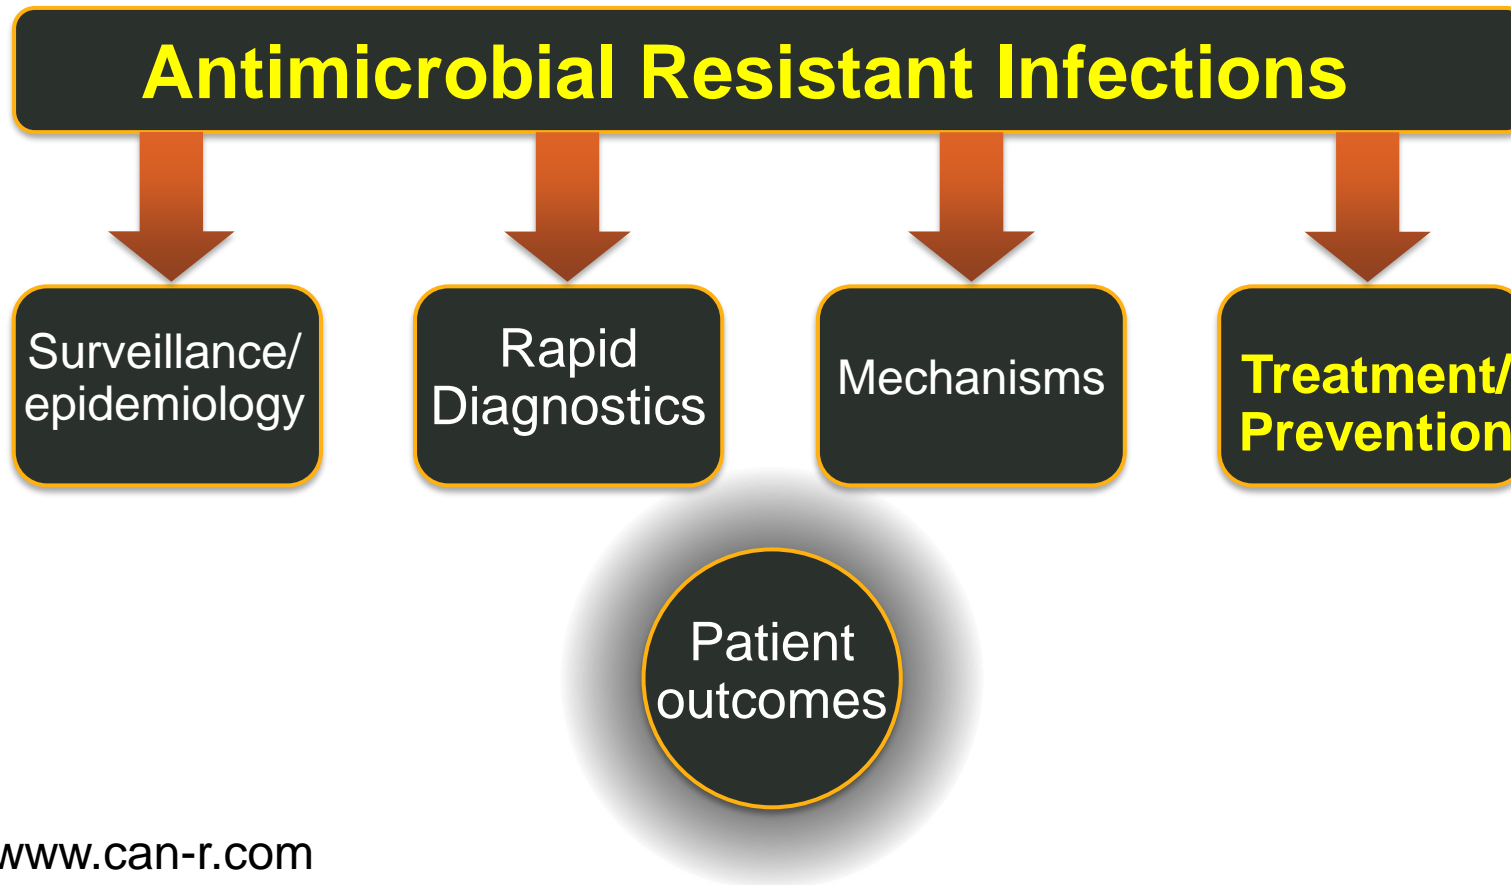 Antimicrobial Resistant Infections
Surveillance/
epidemiology
Rapid
Diagnostics
Mechanisms
Treatment/
Prevention
Patient
outcomes
www.can-r.com